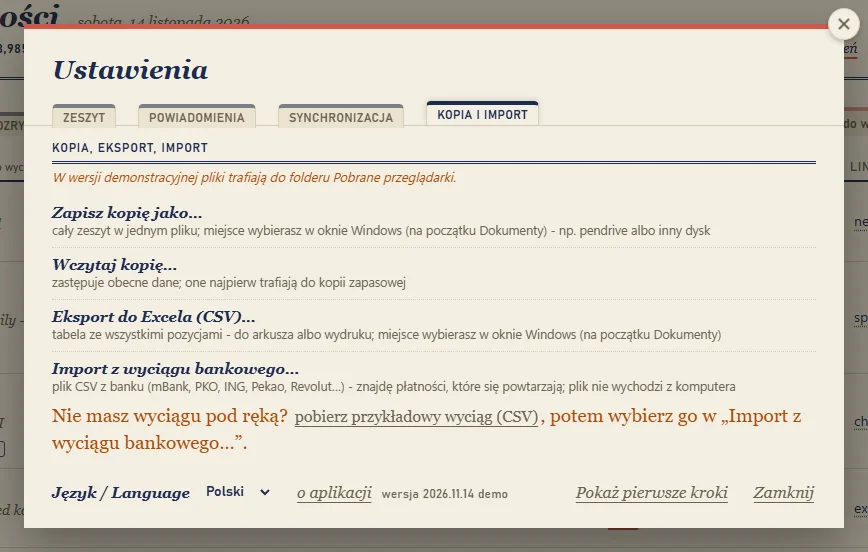 ości sobota, 14 listopada 2026
Ustawienia
ZESZYT POWIADOMIENIA SYNCHRONIZACJA KOPIA I IMPORT
KOPIA, EKSPORT, IMPORT
W wersji demonstracyjnej pliki trafiają do folderu Pobrane przeglądarki.
Zapisz kopię jako...
cały zeszyt w jednym pliku; miejsce wybierasz w oknie Windows (na początku Dokumenty) - np. pendrive albo inny dysk
Wczytaj kopię...
zastępuje obecne dane; one najpierw trafiają do kopii zapasowej
Eksport do Excela (CSV)...
tabela ze wszystkimi pozycjami - do arkusza albo wydruku; miejsce wybierasz w oknie Windows (na początku Dokumenty)
Import z wyciągu bankowego...
plik CSV z banku (mBank, PKO, ING, Pekao, Revolut...) - znajdę płatności, które się powtarzają; plik nie wychodzi z komputera
Nie masz wyciągu pod ręką? pobierz przykładowy wyciąg (CSV), potem wybierz go w „Import z
wyciągu bankowego...”.
Język / Language Polski o aplikacji wersja 2026.11.14 demo Pokaż pierwsze kroki Zamknij